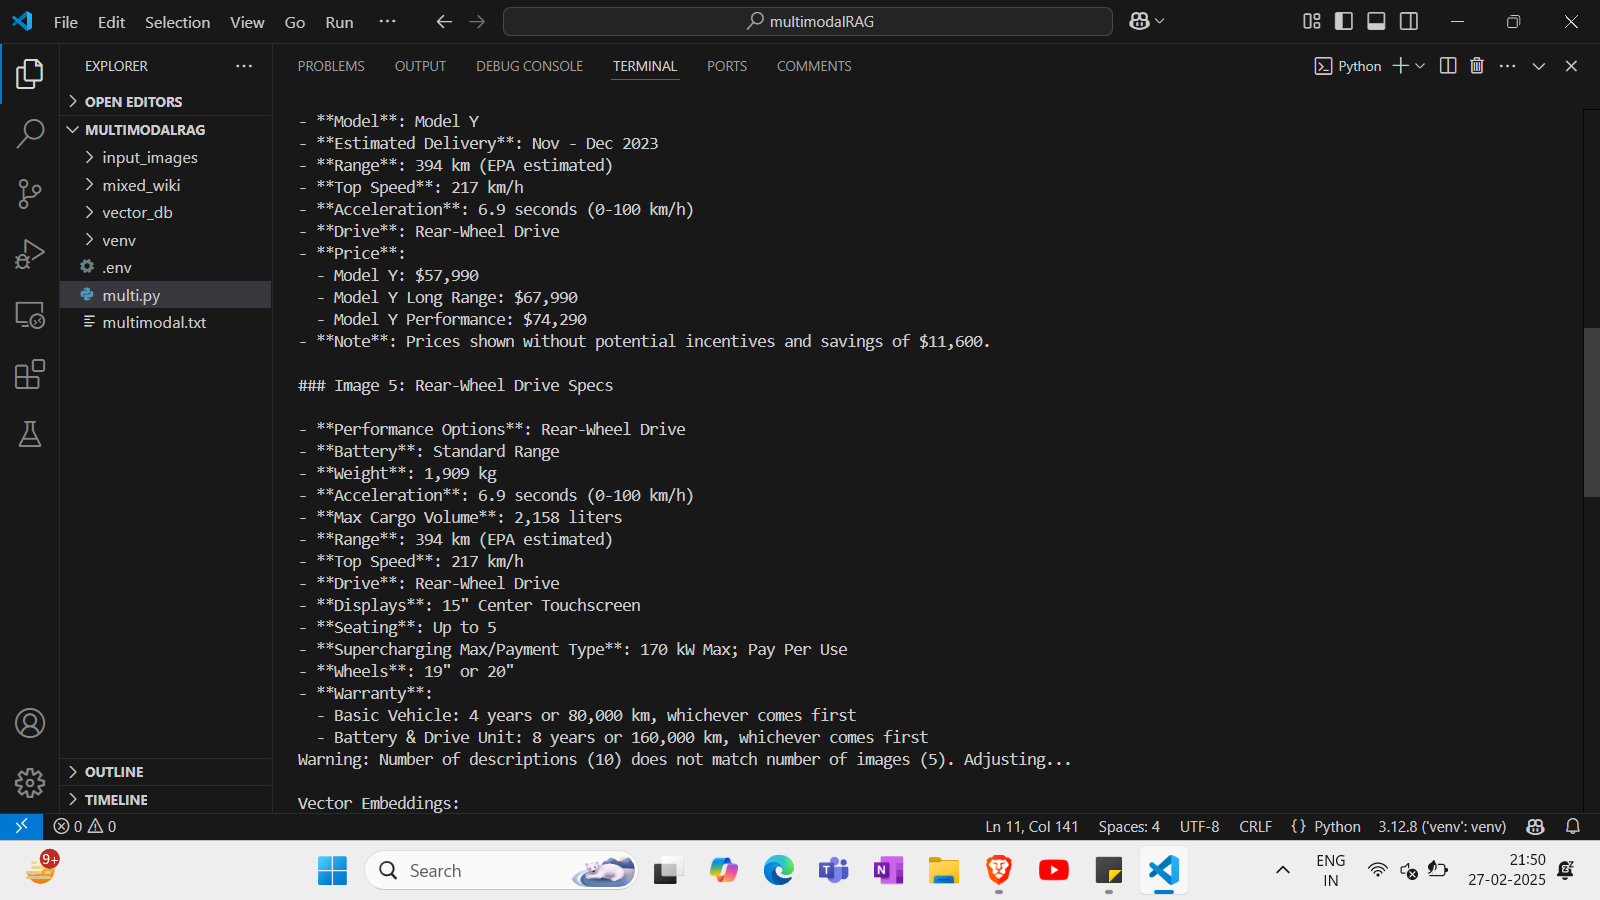 File Edit Selection View Go Run ···
multimodalRAG
EXPLORER ···
OPEN EDITORS
MULTIMODALRAG
input_images
mixed_wiki
vector_db
venv
.env
multi.py
multimodal.txt
OUTLINE
TIMELINE
PROBLEMS OUTPUT DEBUG CONSOLE TERMINAL PORTS COMMENTS
Python
- **Model**: Model Y
- **Estimated Delivery**: Nov - Dec 2023
- **Range**: 394 km (EPA estimated)
- **Top Speed**: 217 km/h
- **Acceleration**: 6.9 seconds (0-100 km/h)
- **Drive**: Rear-Wheel Drive
- **Price**:
  - Model Y: $57,990
  - Model Y Long Range: $67,990
  - Model Y Performance: $74,290
- **Note**: Prices shown without potential incentives and savings of $11,600.
### Image 5: Rear-Wheel Drive Specs
- **Performance Options**: Rear-Wheel Drive
- **Battery**: Standard Range
- **Weight**: 1,909 kg
- **Acceleration**: 6.9 seconds (0-100 km/h)
- **Max Cargo Volume**: 2,158 liters
- **Range**: 394 km (EPA estimated)
- **Top Speed**: 217 km/h
- **Drive**: Rear-Wheel Drive
- **Displays**: 15" Center Touchscreen
- **Seating**: Up to 5
- **Supercharging Max/Payment Type**: 170 kW Max; Pay Per Use
- **Wheels**: 19" or 20"
- **Warranty**:
  - Basic Vehicle: 4 years or 80,000 km, whichever comes first
  - Battery & Drive Unit: 8 years or 160,000 km, whichever comes first
Warning: Number of descriptions (10) does not match number of images (5). Adjusting...
Vector Embeddings:
0 0
Ln 11, Col 141 Spaces: 4 UTF-8 CRLF {} Python 3.12.8 ('venv': venv)
9+
Search
ENG
IN
21:50
27-02-2025